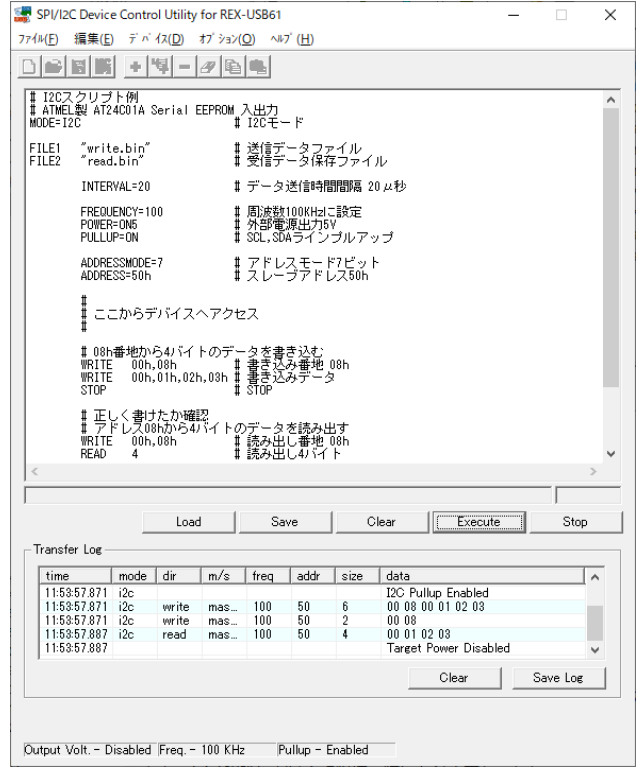 SPI/I2C Device Control Utility for REX-USB61
ファイル(F) 編集(E) デバイス(D) オプション(O) ヘルプ(H)
# I2Cスクリプト例
# ATMEL製 AT24C01A Serial EEPROM 入出力
MODE=I2C # I2Cモード
FILE1 "write.bin" # 送信データファイル
FILE2 "read.bin" # 受信データ保存ファイル
INTERVAL=20 # データ送信時間間隔 20μ秒
FREQUENCY=100 # 周波数100KHzに設定
POWER=ON5 # 外部電源出力5V
PULLUP=ON # SCL,SDAラインプルアップ
ADDRESSMODE=7 # アドレスモード7ビット
ADDRESS=50h # スレーブアドレス50h
#
# ここからデバイスへアクセス
#
# 08h番地から4バイトのデータを書き込む
WRITE 00h,08h # 書き込み番地 08h
WRITE 00h,01h,02h,03h # 書き込みデータ
STOP # STOP
# 正しく書けたか確認
# アドレス08hから4バイトのデータを読み出す
WRITE 00h,08h # 読み出し番地 08h
READ 4 # 読み出し4バイト
Load Save Clear Execute Stop
Transfer Log
time mode dir m/s freq addr size data
11:53:57.871 i2c I2C Pullup Enabled
11:53:57.871 i2c write mas... 100 50 6 00 08 00 01 02 03
11:53:57.871 i2c write mas... 100 50 2 00 08
11:53:57.887 i2c read mas... 100 50 4 00 01 02 03
11:53:57.887 Target Power Disabled
Clear Save Log
Output Volt. - Disabled Freq. - 100 KHz Pullup - Enabled